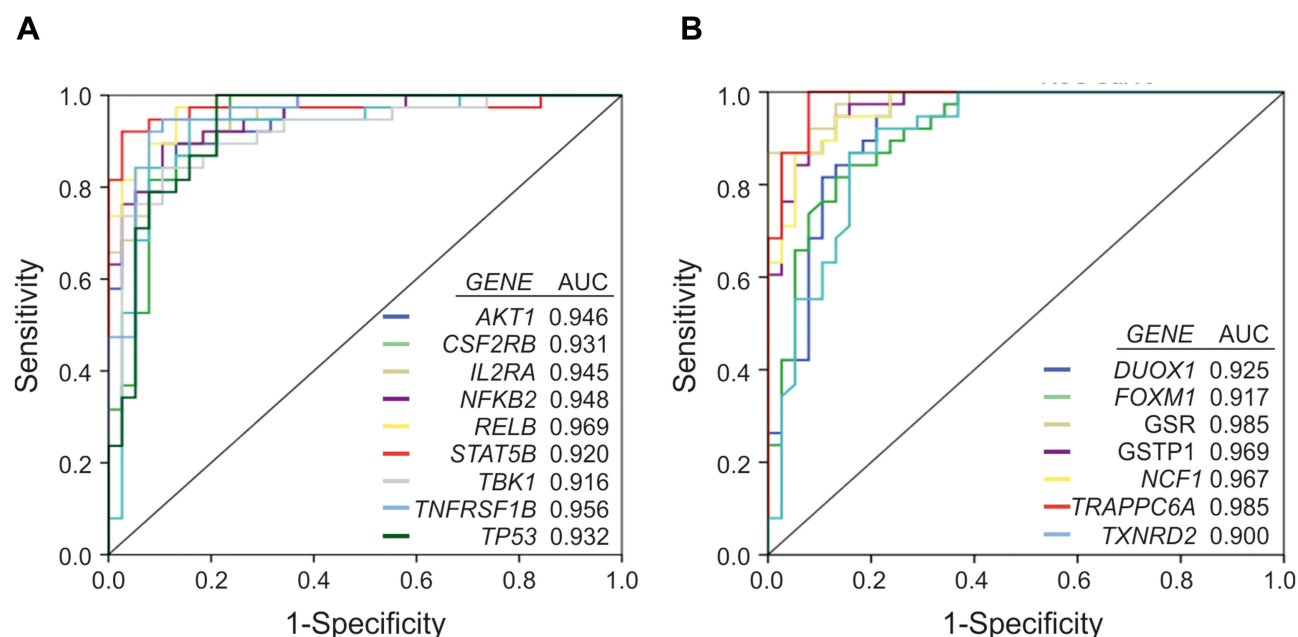 A
B
1.0
0.8
0.6
0.4
0.2
0.0
Sensitivity
GENE AUC
AKT1 0.946
CSF2RB 0.931
IL2RA 0.945
NFKB2 0.948
RELB 0.969
STAT5B 0.920
TBK1 0.916
TNFRSF1B 0.956
TP53 0.932
0.0 0.2 0.4 0.6 0.8 1.0
1-Specificity
1.0
0.8
0.6
0.4
0.2
0.0
Sensitivity
GENE AUC
DUOX1 0.925
FOXM1 0.917
GSR 0.985
GSTP1 0.969
NCF1 0.967
TRAPPC6A 0.985
TXNRD2 0.900
0.0 0.2 0.4 0.6 0.8 1.0
1-Specificity